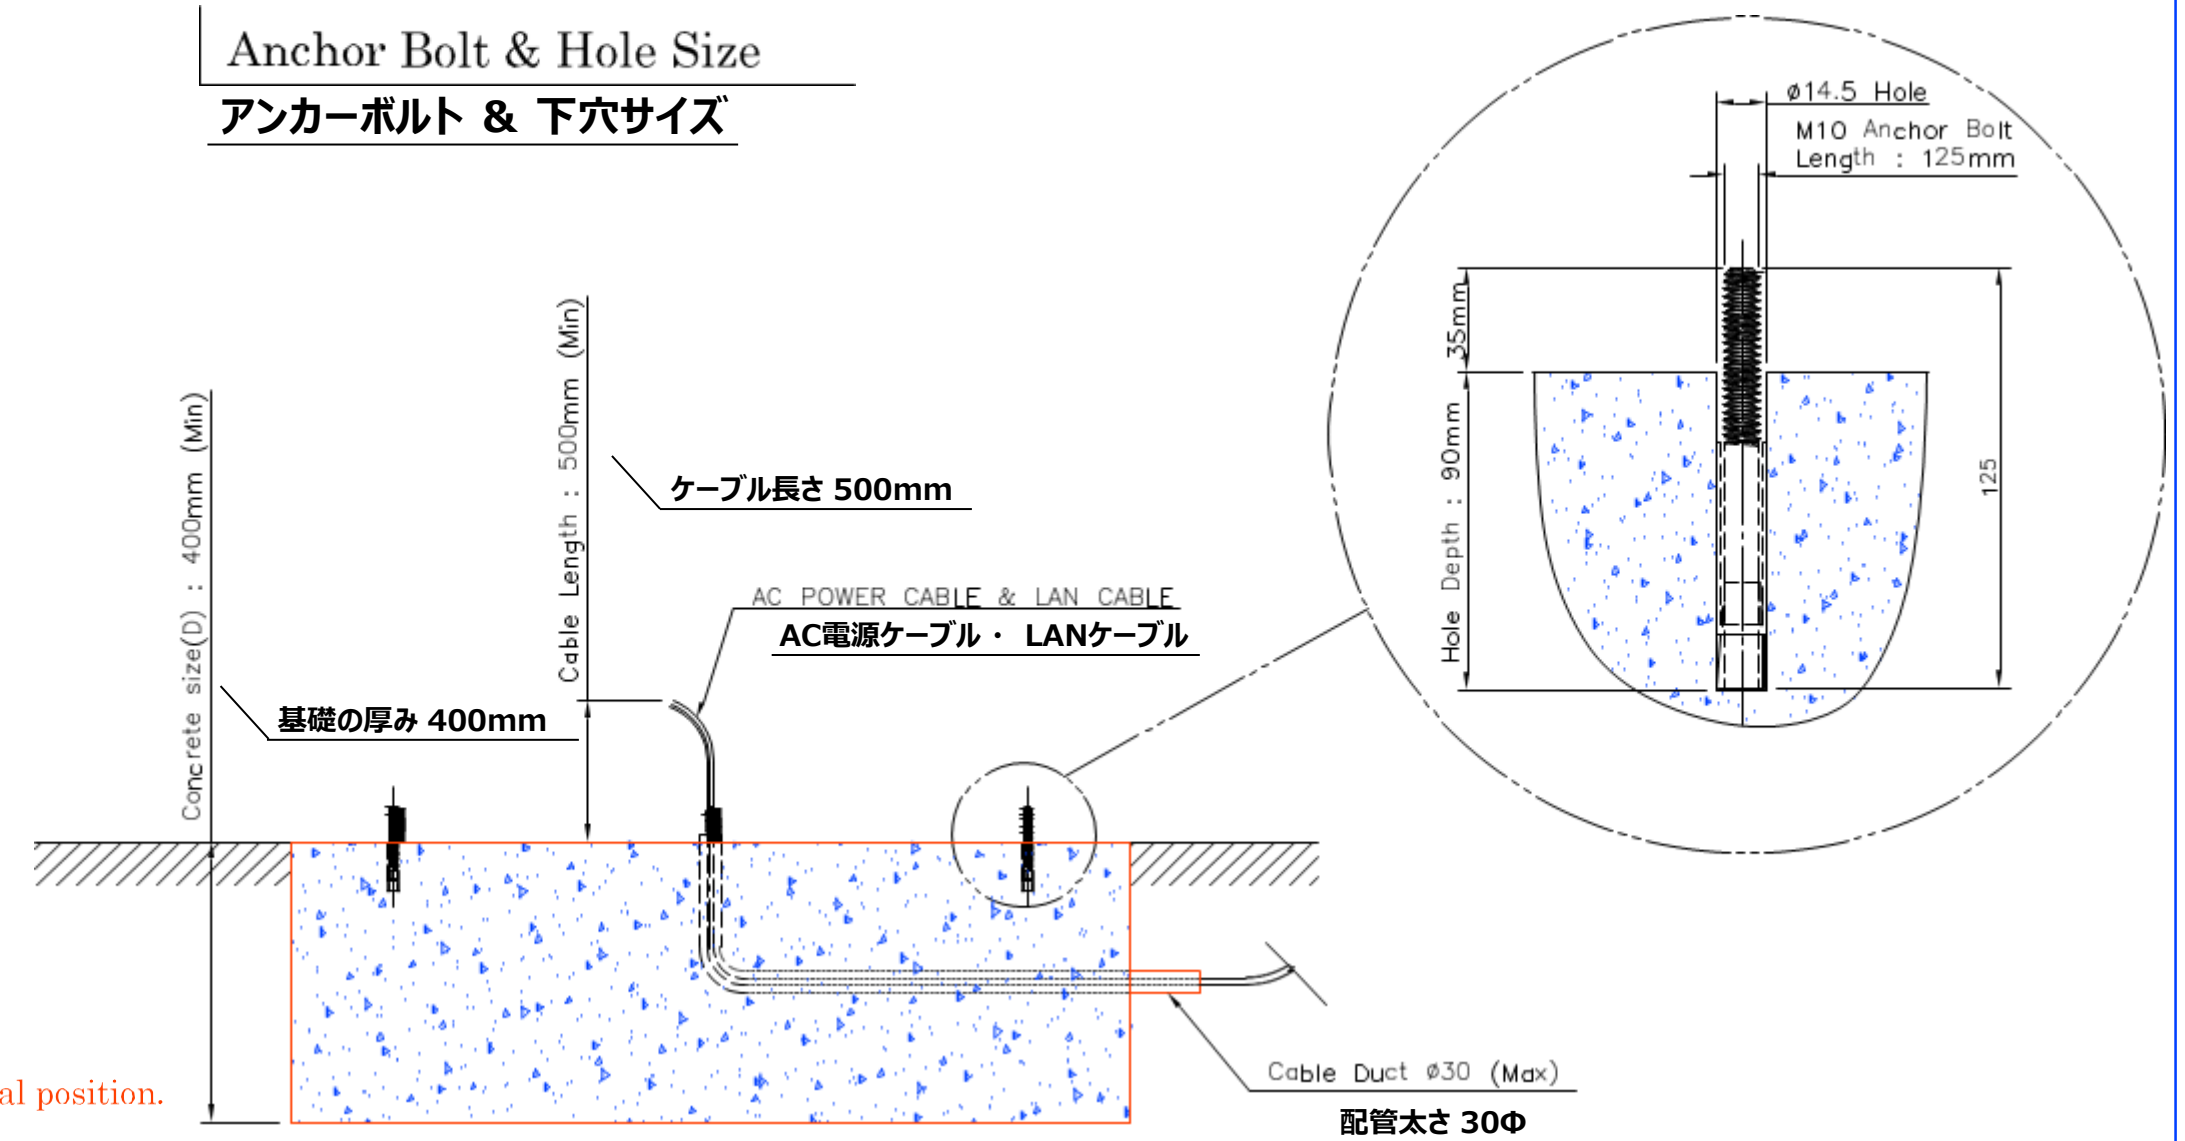 Anchor Bolt & Hole Size
アンカーボルト & 下穴サイズ
ø14.5 Hole
M10 Anchor Bolt
Length : 125mm
35mm
Hole Depth : 90mm
125
Concrete size(D) : 400mm (Min)
基礎の厚み 400mm
Cable Length : 500mm (Min)
ケーブル長さ 500mm
AC POWER CABLE & LAN CABLE
AC電源ケーブル・ LANケーブル
Cable Duct ø30 (Max)
配管太さ 30Φ
al position.